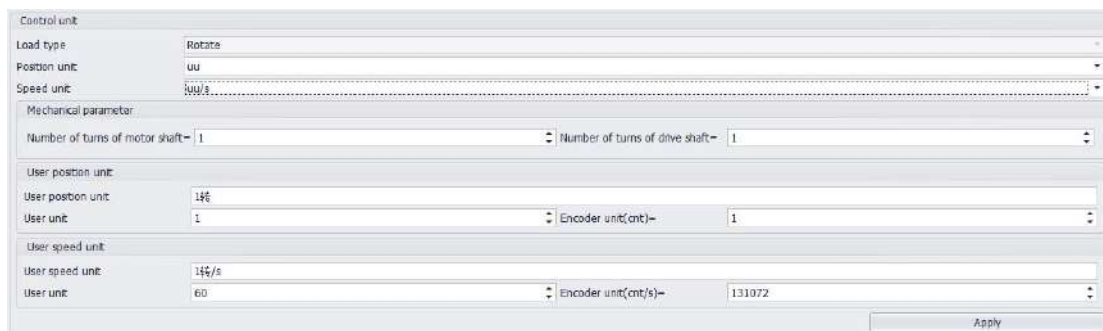 Control unit
Load type Rotate
Position unit uu
Speed unit uu/s
Mechanical parameter
Number of turns of motor shaft= 1 Number of turns of drive shaft= 1
User position unit
User position unit
User unit 1 Encoder unit(cnt)= 1
User speed unit
User speed unit
User unit 60 Encoder unit(cnt/s)= 131072
Apply